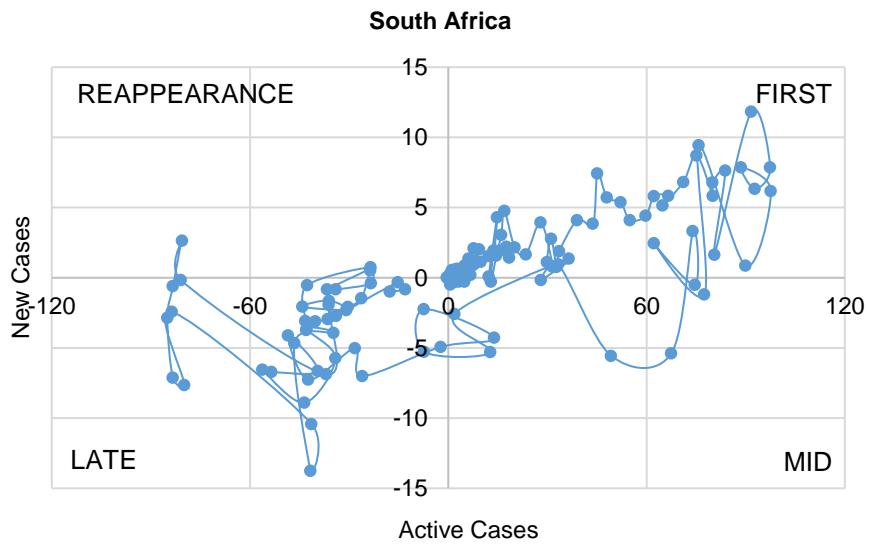 South Africa
15
REAPPEARANCE FIRST
10
5
0
-120 -60 0 60 120
-5
-10
LATE MID
-15
New Cases
Active Cases